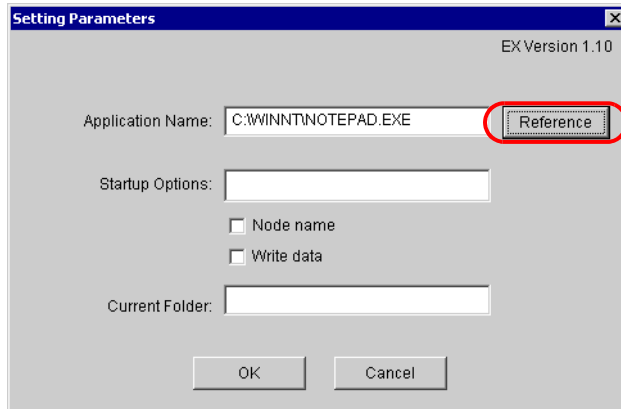 Setting Parameters
EX Version 1.10
Application Name: C:\WINNT\NOTEPAD.EXE Reference
Startup Options:
Node name
Write data
Current Folder:
OK Cancel